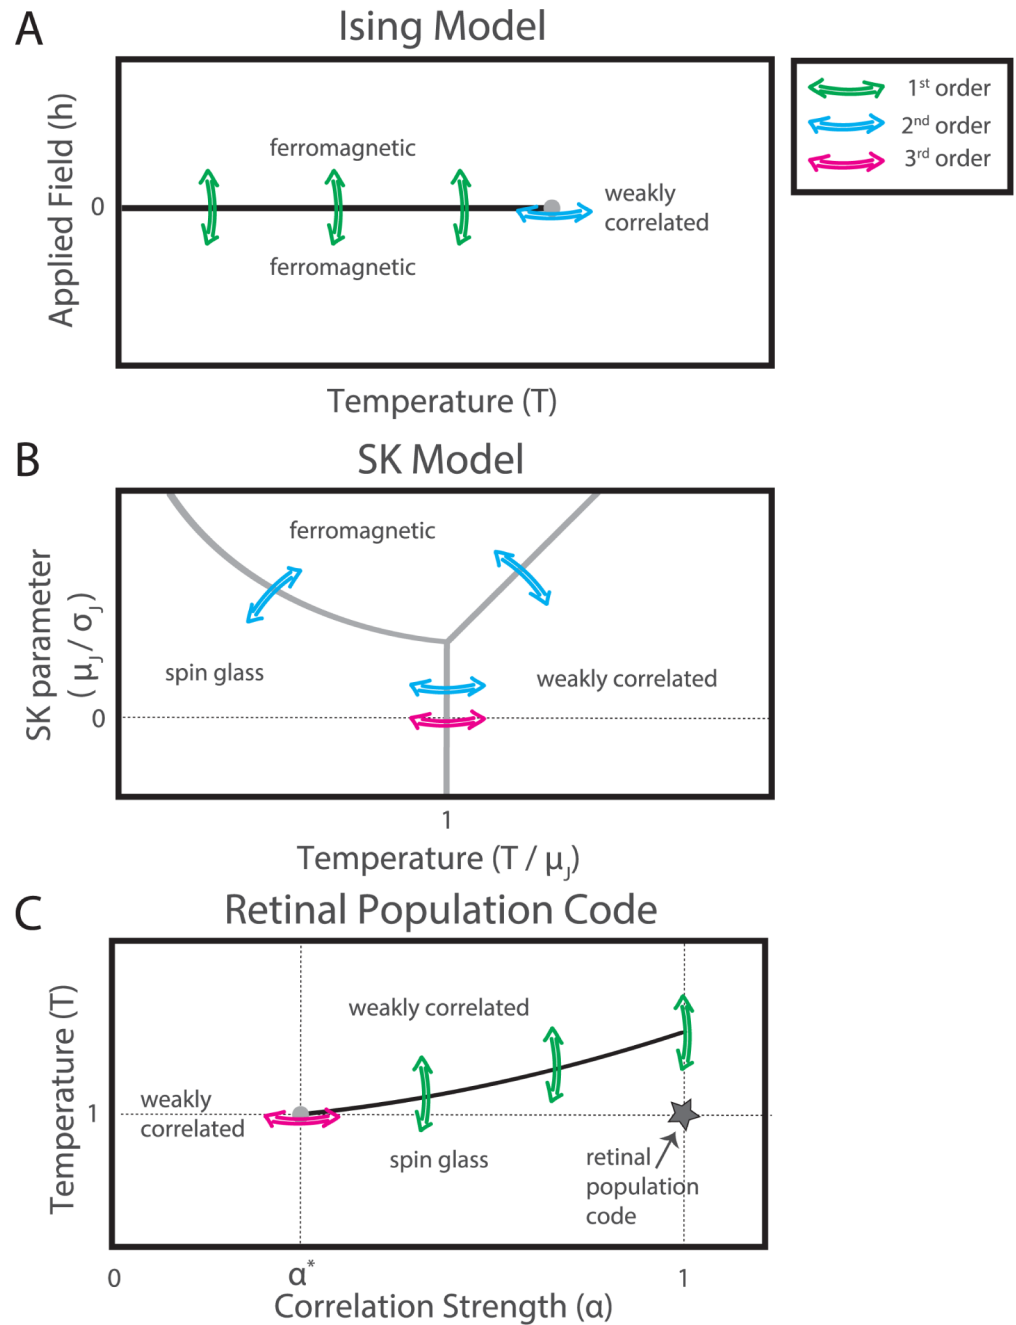 A
Ising Model
Applied Field (h)
0
ferromagnetic
ferromagnetic
weakly
correlated
Temperature (T)
1st order
2nd order
3rd order
B
SK Model
SK parameter
( μJ / σJ )
0
ferromagnetic
spin glass
weakly correlated
1
Temperature (T / μJ)
C
Retinal Population Code
Temperature (T)
1
weakly correlated
weakly
correlated
spin glass
retinal
population
code
0
α*
1
Correlation Strength (α)